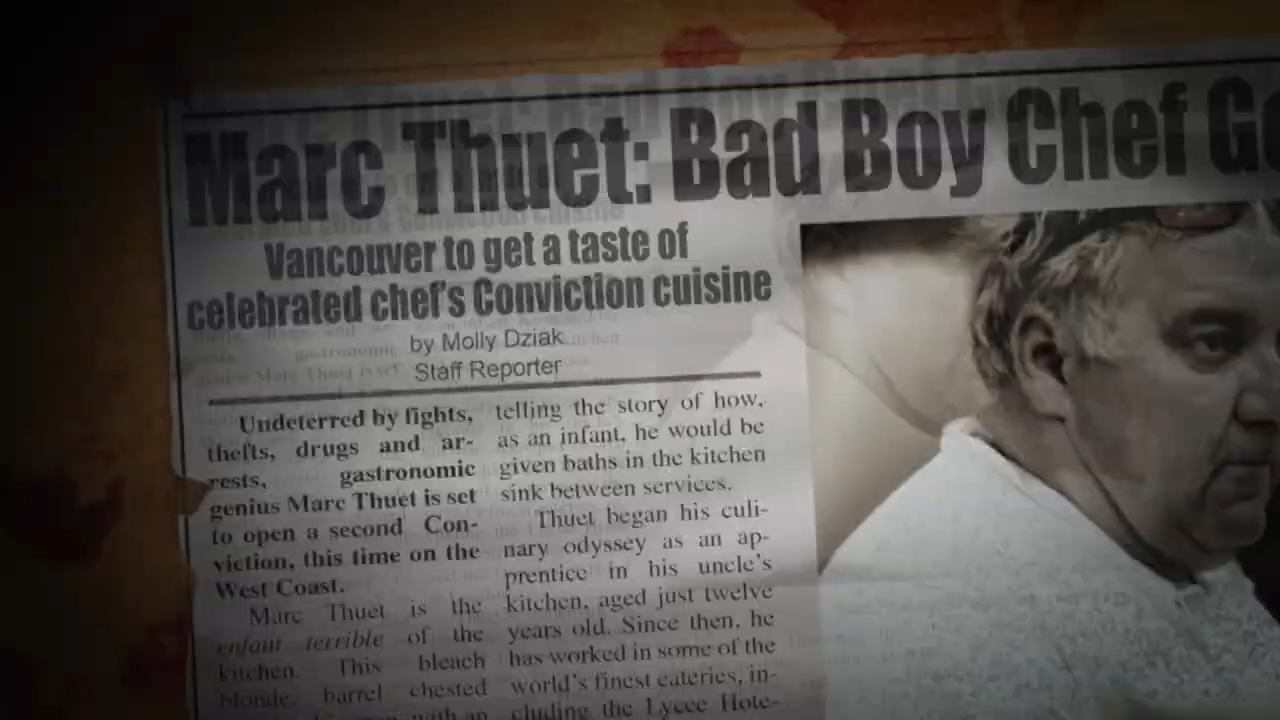 Marc Thuet: Bad Boy Chef
Vancouver to get a taste of
celebrated chef's Conviction cuisine
by Molly Dziak
Staff Reporter
Undeterred by fights,
thefts, drugs and ar-
rests, gastronomic
genius Marc Thuet is set
to open a second Con-
viction, this time on the
West Coast.
Marc Thuet is the
enfant terrible of the
kitchen. This bleach
blonde, barrel chested
with an
telling the story of how,
as an infant, he would be
given baths in the kitchen
sink between services.
Thuet began his culi-
nary odyssey as an ap-
prentice in his uncle's
kitchen, aged just twelve
years old. Since then, he
has worked in some of the
world's finest eateries, in-
cluding the Lycee Hote-